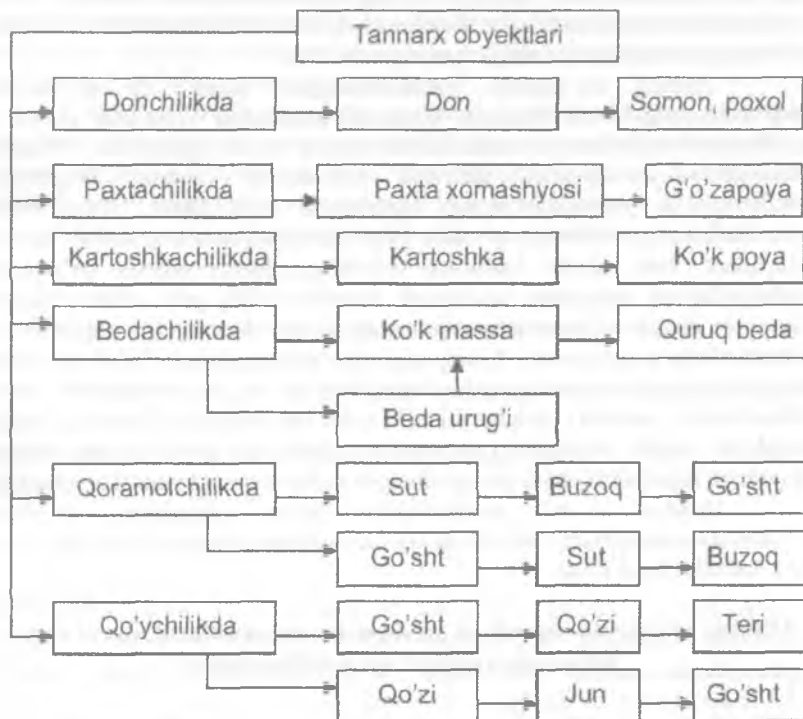 Tannarx obyektlari
Donchilikda Don Somon, poxol
Paxtachilikda Paxta xomashyosi G'o'zapoya
Kartoshkachilikda Kartoshka Ko'k poya
Bedachilikda Ko'k massa Quruq beda
Beda urug'i
Qoramolchilikda Sut Buzoq Go'sht
Go'sht Sut Buzoq
Qo'ychilikda Go'sht Qo'zi Teri
Qo'zi Jun Go'sht